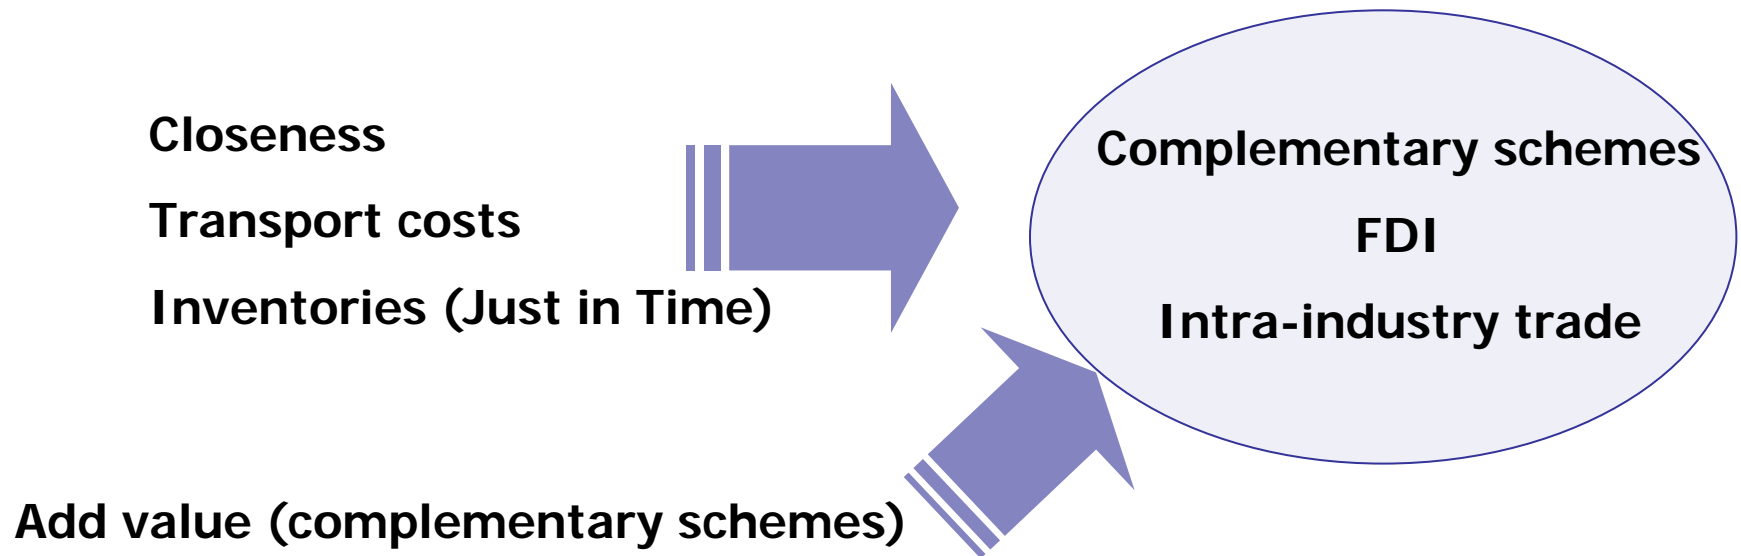 Closeness
Transport costs
Inventories (Just in Time)
Add value (complementary schemes)
Complementary schemes
FDI
Intra-industry trade